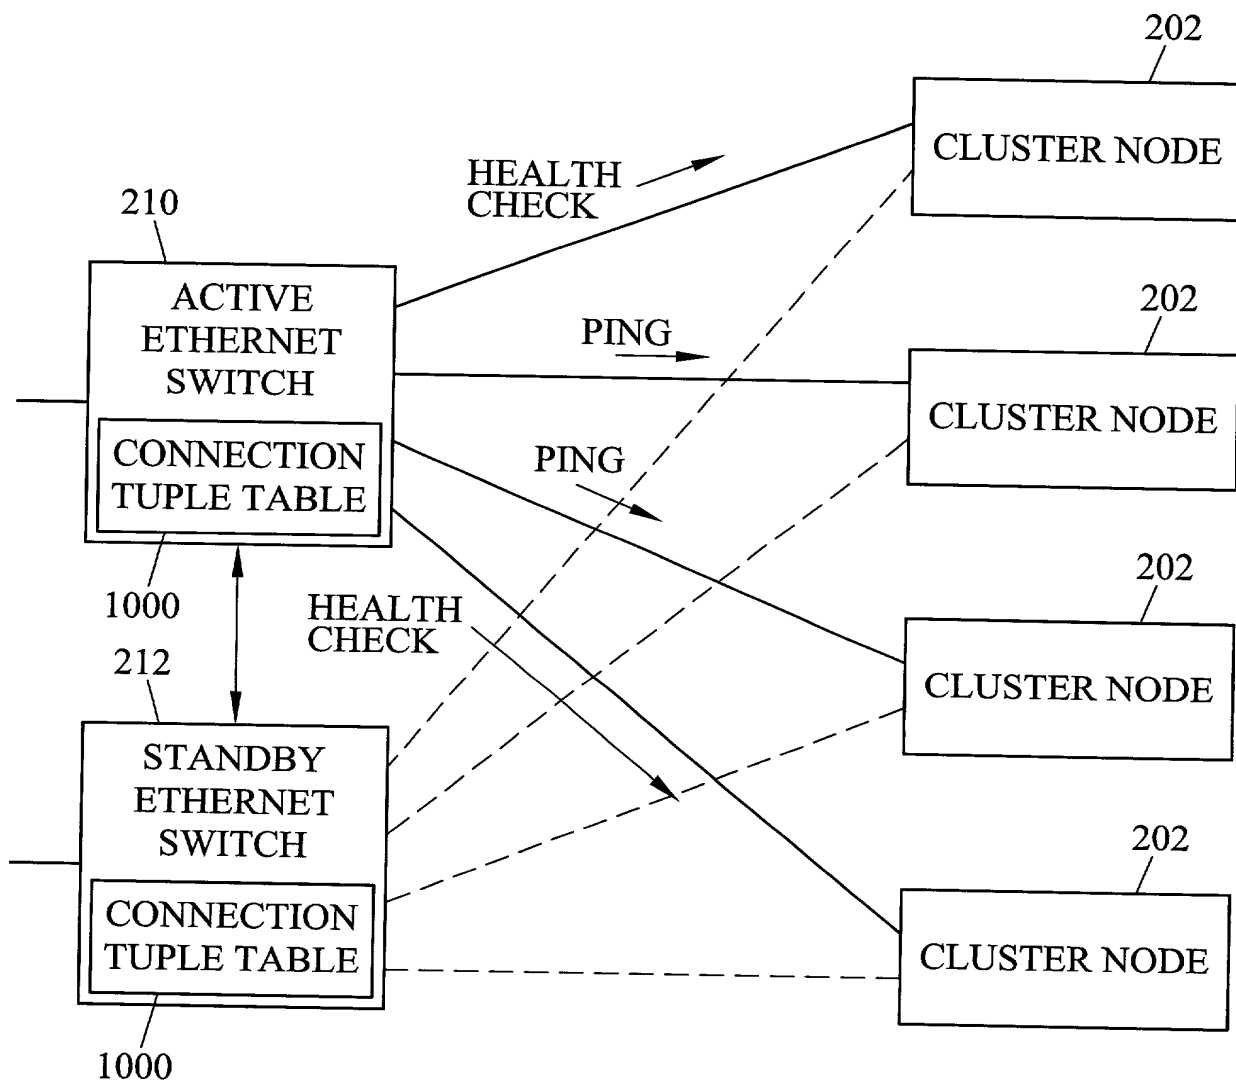 202
CLUSTER NODE
HEALTH
CHECK
210
ACTIVE
ETHERNET
SWITCH
CONNECTION
TUPLE TABLE
202
PING
CLUSTER NODE
PING
1000
HEALTH
CHECK
202
CLUSTER NODE
212
STANDBY
ETHERNET
SWITCH
CONNECTION
TUPLE TABLE
202
CLUSTER NODE
1000